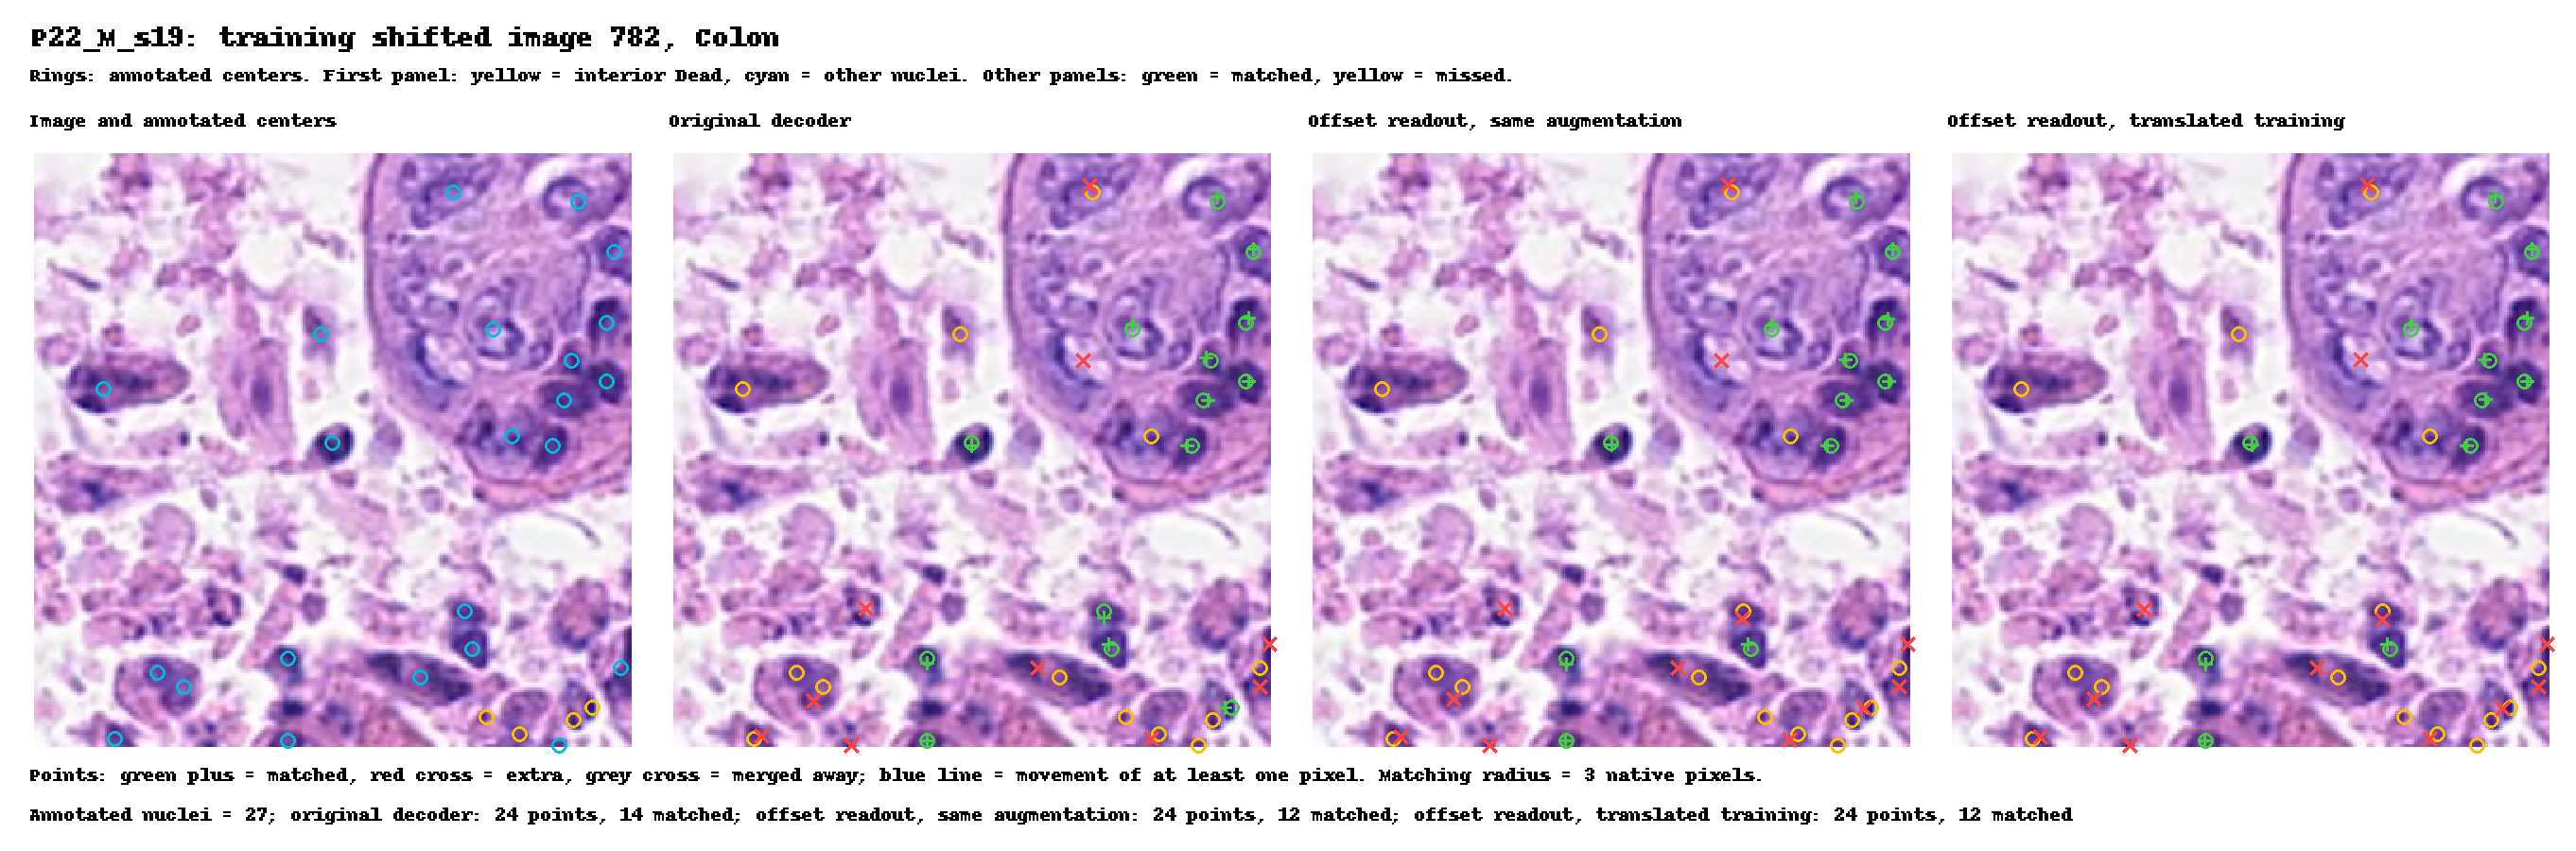 P22_M_s19: training shifted image 782, Colon
Rings: annotated centers. First panel: yellow = interior Dead, cyan = other nuclei. Other panels: green = matched, yellow = missed.
Image and annotated centers
Original decoder
Offset readout, same augmentation
Offset readout, translated training
Points: green plus = matched, red cross = extra, grey cross = merged away; blue line = movement of at least one pixel. Matching radius = 3 native pixels.
Annotated nuclei = 27; original decoder: 24 points, 14 matched; offset readout, same augmentation: 24 points, 12 matched; offset readout, translated training: 24 points, 12 matched